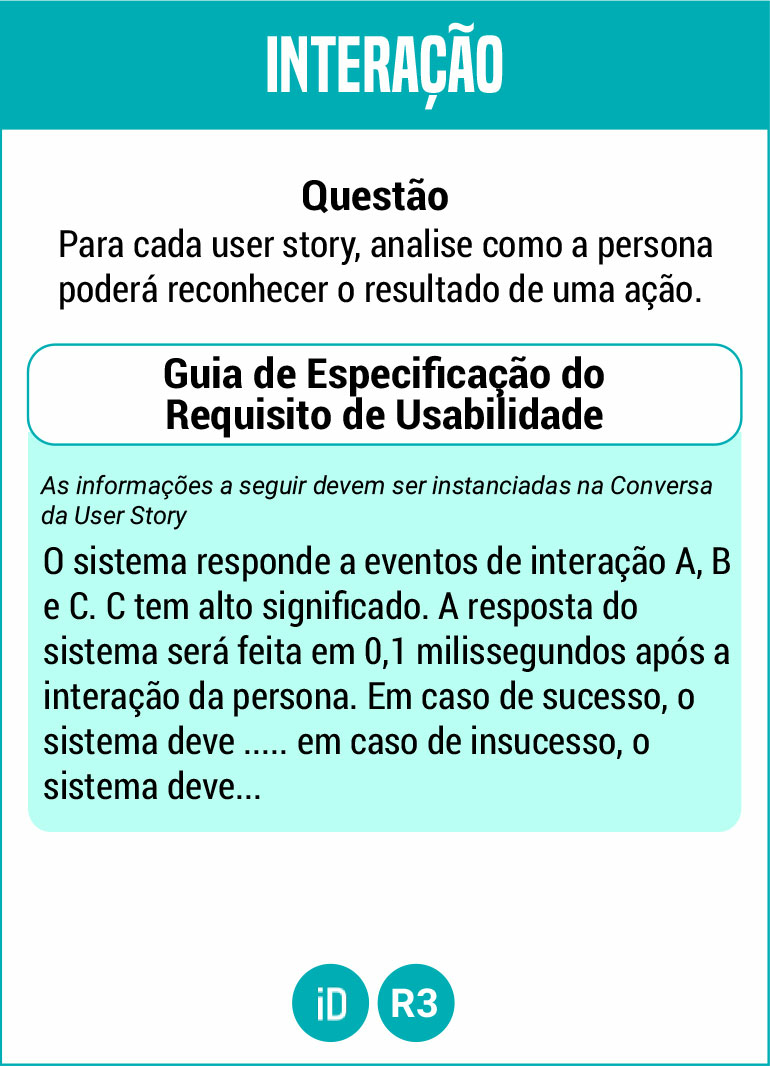 INTERAÇÃO
Questão
Para cada user story, analise como a persona
poderá reconhecer o resultado de uma ação.
Guia de Especificação do
Requisito de Usabilidade
As informações a seguir devem ser instanciadas na Conversa
da User Story
O sistema responde a eventos de interação A, B
e C. C tem alto significado. A resposta do
sistema será feita em 0,1 milissegundos após a
interação da persona. Em caso de sucesso, o
sistema deve ..... em caso de insucesso, o
sistema deve...
iD R3